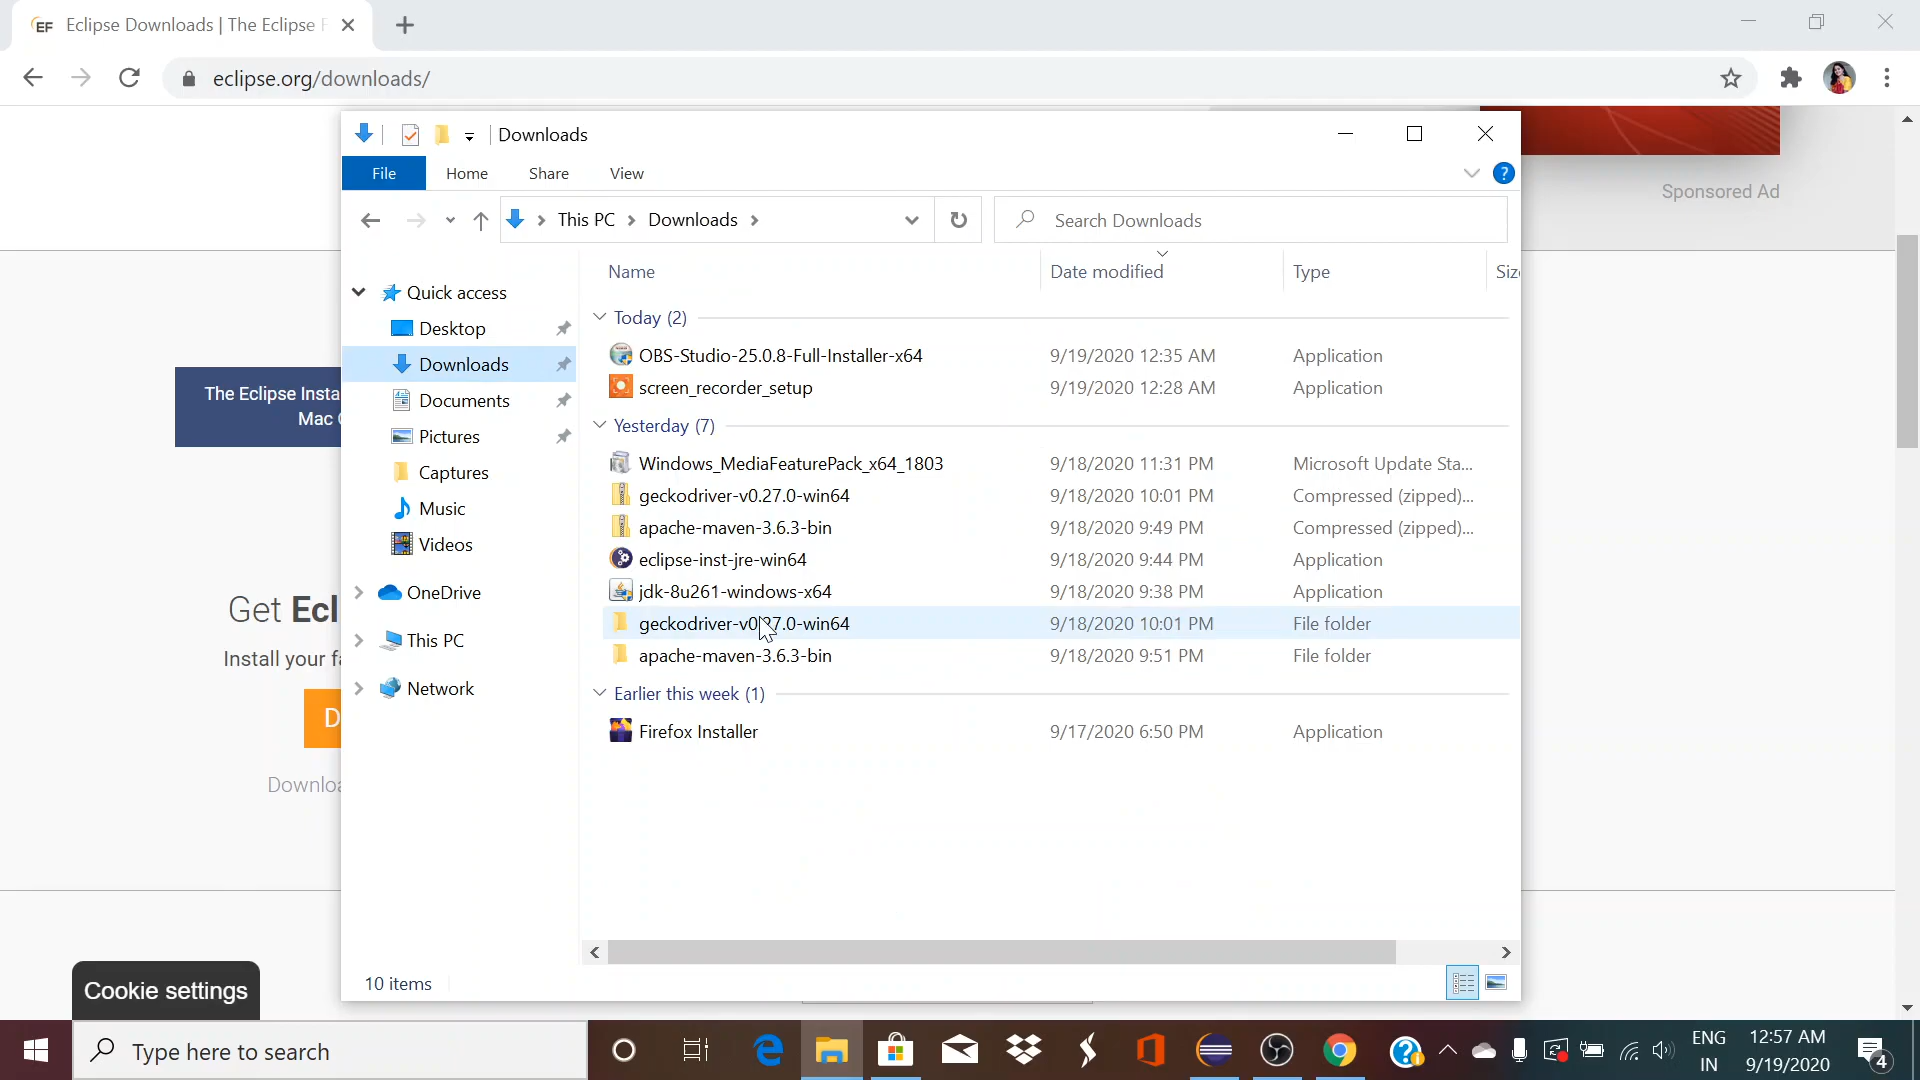 Eclipse Downloads | The Eclipse F
eclipse.org/downloads/
Downloads
File Home Share View
This PC Downloads
Search Downloads
Sponsored Ad
Name Date modified Type Siz
Quick access
Desktop
Downloads
Documents
Pictures
Captures
Music
Videos
OneDrive
This PC
Network
Today (2)
OBS-Studio-25.0.8-Full-Installer-x64 9/19/2020 12:35 AM Application
screen_recorder_setup 9/19/2020 12:28 AM Application
Yesterday (7)
Windows_MediaFeaturePack_x64_1803 9/18/2020 11:31 PM Microsoft Update Sta...
geckodriver-v0.27.0-win64 9/18/2020 10:01 PM Compressed (zipped)...
apache-maven-3.6.3-bin 9/18/2020 9:49 PM Compressed (zipped)...
eclipse-inst-jre-win64 9/18/2020 9:44 PM Application
jdk-8u261-windows-x64 9/18/2020 9:38 PM Application
geckodriver-v0.27.0-win64 9/18/2020 10:01 PM File folder
apache-maven-3.6.3-bin 9/18/2020 9:51 PM File folder
Earlier this week (1)
Firefox Installer 9/17/2020 6:50 PM Application
The Eclipse Insta
Mac
Get Ecl
Install your fa
D
Downloa
10 items
Cookie settings
Type here to search
ENG
IN
12:57 AM
9/19/2020
4